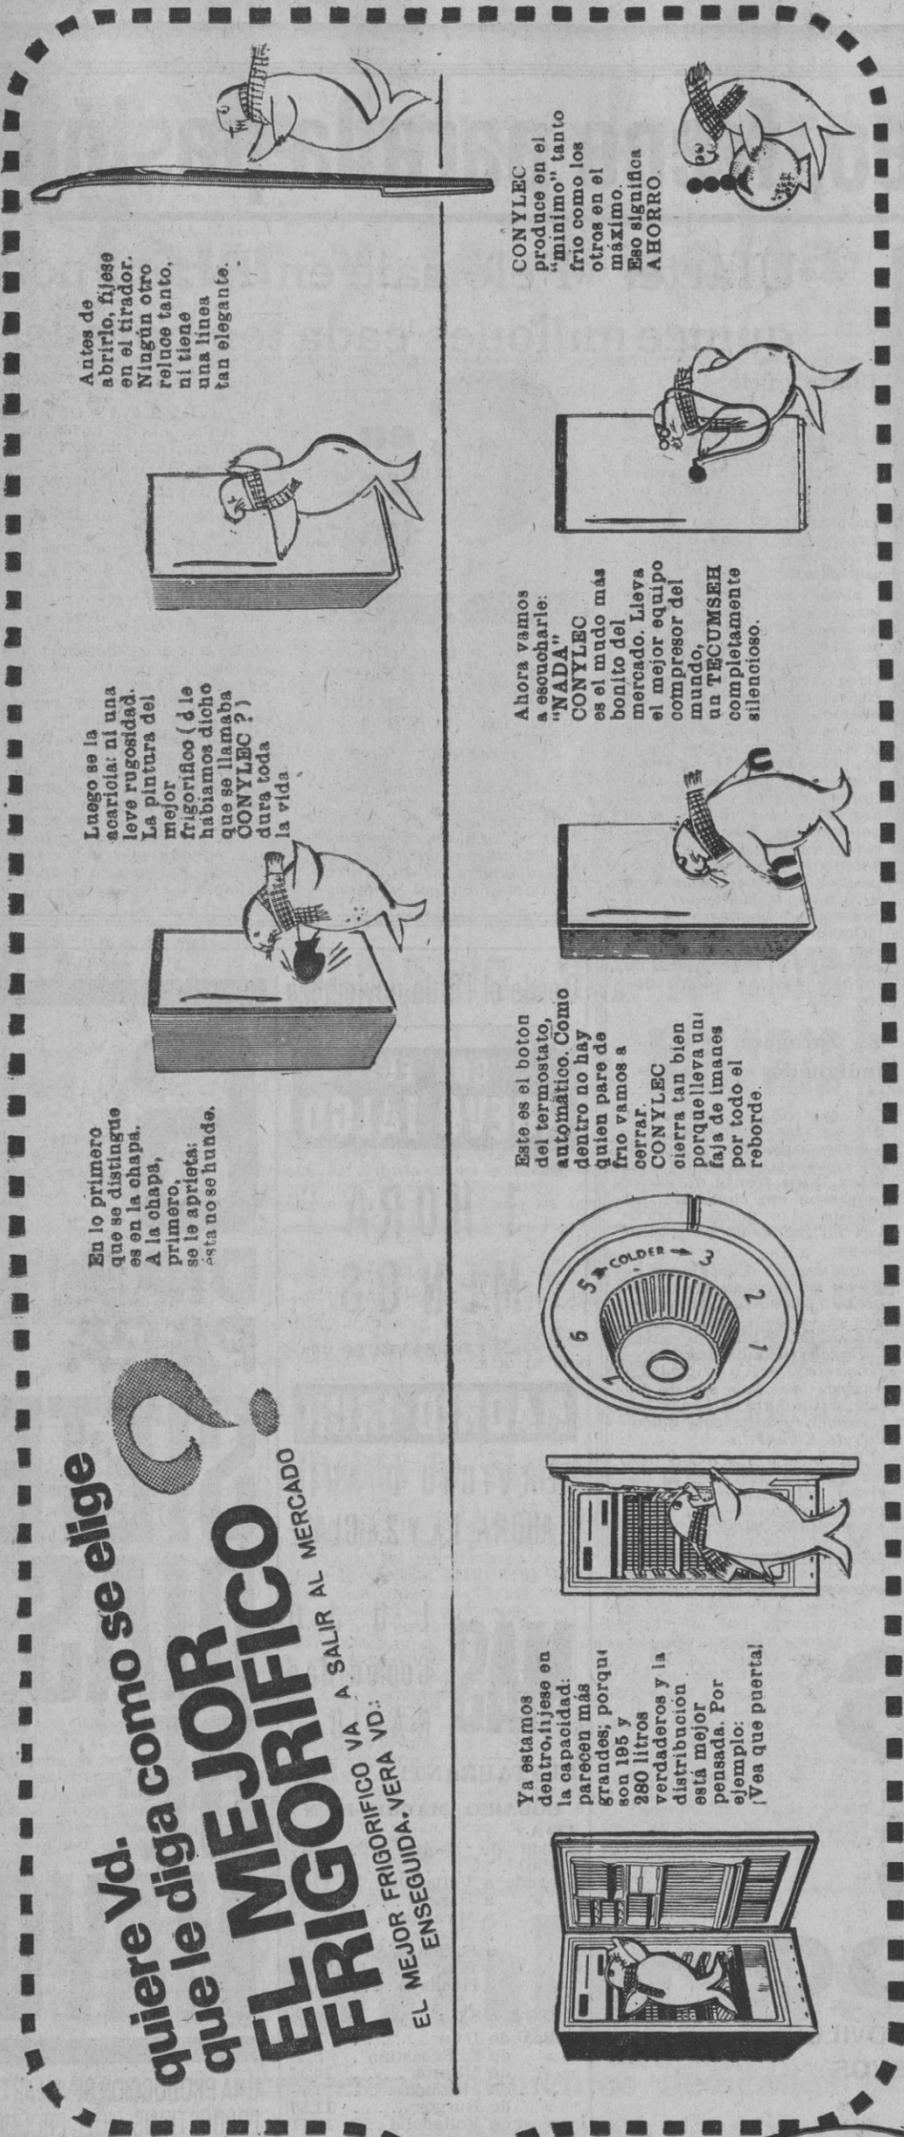 quiere Vd.
que le diga como se elige
EL MEJOR
FRIGORIFICO ?
EL MEJOR FRIGORIFICO VA A SALIR AL MERCADO
ENSEGUIDA. VERA VD.:
En lo primero
que se distingue
es en la chapa.
A la chapa,
primero,
se le aprieta:
ésta no se hunde.
Luego se la
acaricia: ni una
leve rugosidad.
La pintura del
mejor
frigorífico (¿le
habíamos dicho
que se llamaba
CONYLEC?)
dura toda
la vida.
Antes de
abrirlo, fíjese
en el tirador.
Ningún otro
reluce tanto,
ni tiene
una línea
tan elegante.
Ya estamos
dentro, fíjese en
la capacidad:
parecen más
grandes; porque
son 195 y
280 litros
verdaderos y la
distribución
está mejor
pensada. Por
ejemplo:
¡Vea que puerta!
COLDER
1 2 3 5 6 7
Este es el boton
del termostato,
automático. Como
dentro no hay
quien pare de
frio vamos a
cerrar.
CONYLEC
cierra tan bien
porque lleva una
faja de imanes
por todo el
reborde.
Ahora vamos
a escucharle:
"NADA"
CONYLEC
es el mudo más
bonito del
mercado. Lleva
el mejor equipo
compresor del
mundo,
un TECUMSEH
completamente
silencioso.
CONYLEC
produce en el
"minimo" tanto
frío como los
otros en el
máximo.
Eso significa
AHORRO.